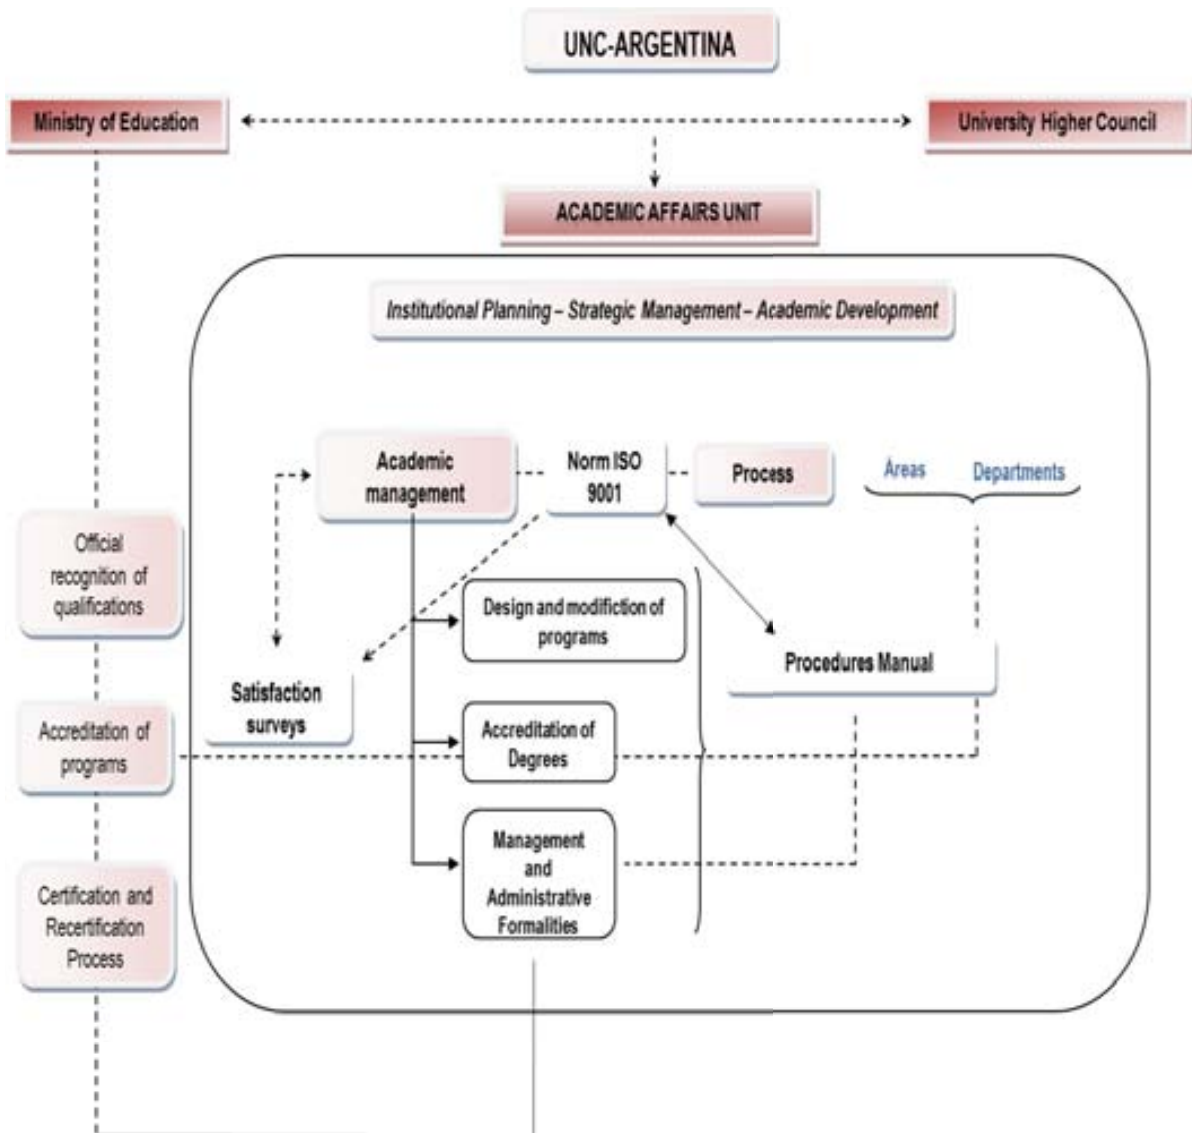 UNC-ARGENTINA
Ministry of Education
University Higher Council
ACADEMIC AFFAIRS UNIT
Institutional Planning – Strategic Management – Academic Development
Academic
management
Norm ISO
9001
Process
Áreas
Departments
Official
recognition of
qualifications
Design and modifiction of
programs
Procedures Manual
Satisfaction
surveys
Accreditation of
programs
Accreditation of
Degrees
Management
and
Administrative
Formalities
Certification and
Recertification
Process